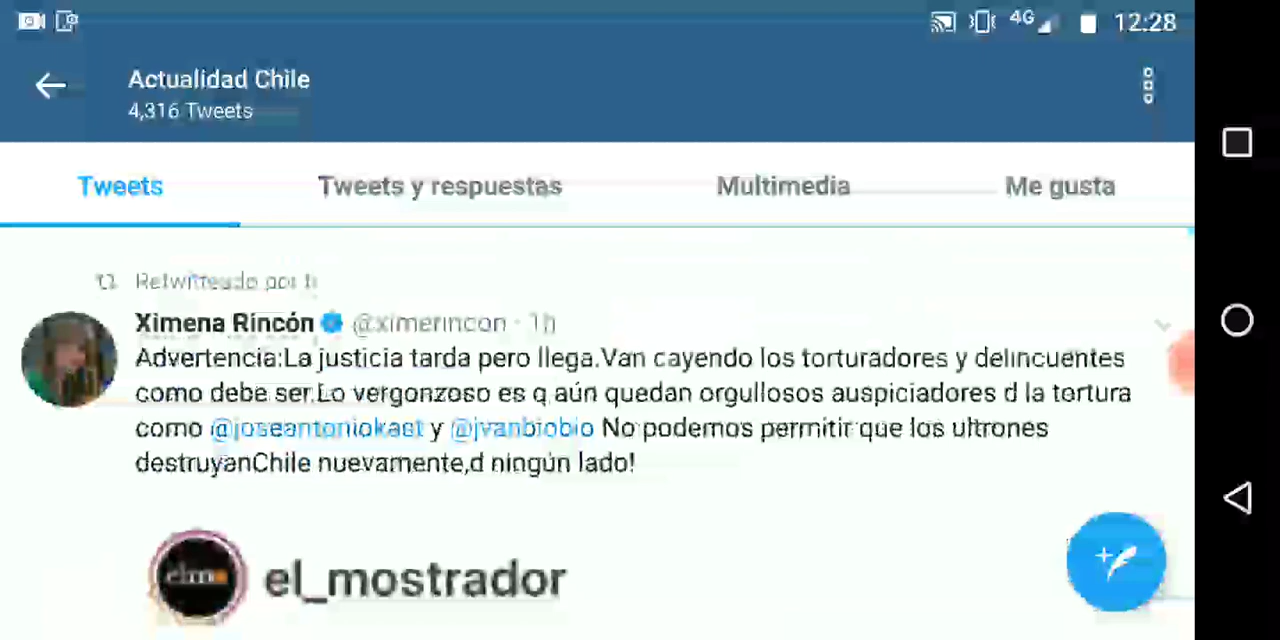 4G 12:28
Actualidad Chile
4,316 Tweets
Tweets Tweets y respuestas Multimedia Me gusta
Retwitteado por ti
Ximena Rincón @ximerincon · 1h
Advertencia:La justicia tarda pero llega.Van cayendo los torturadores y delincuentes
como debe ser.Lo vergonzoso es q aún quedan orgullosos auspiciadores d la tortura
como @joseantoniokast y @jvanbiobio No podemos permitir que los ultrones
destruyanChile nuevamente,d ningún lado!
el_mostrador